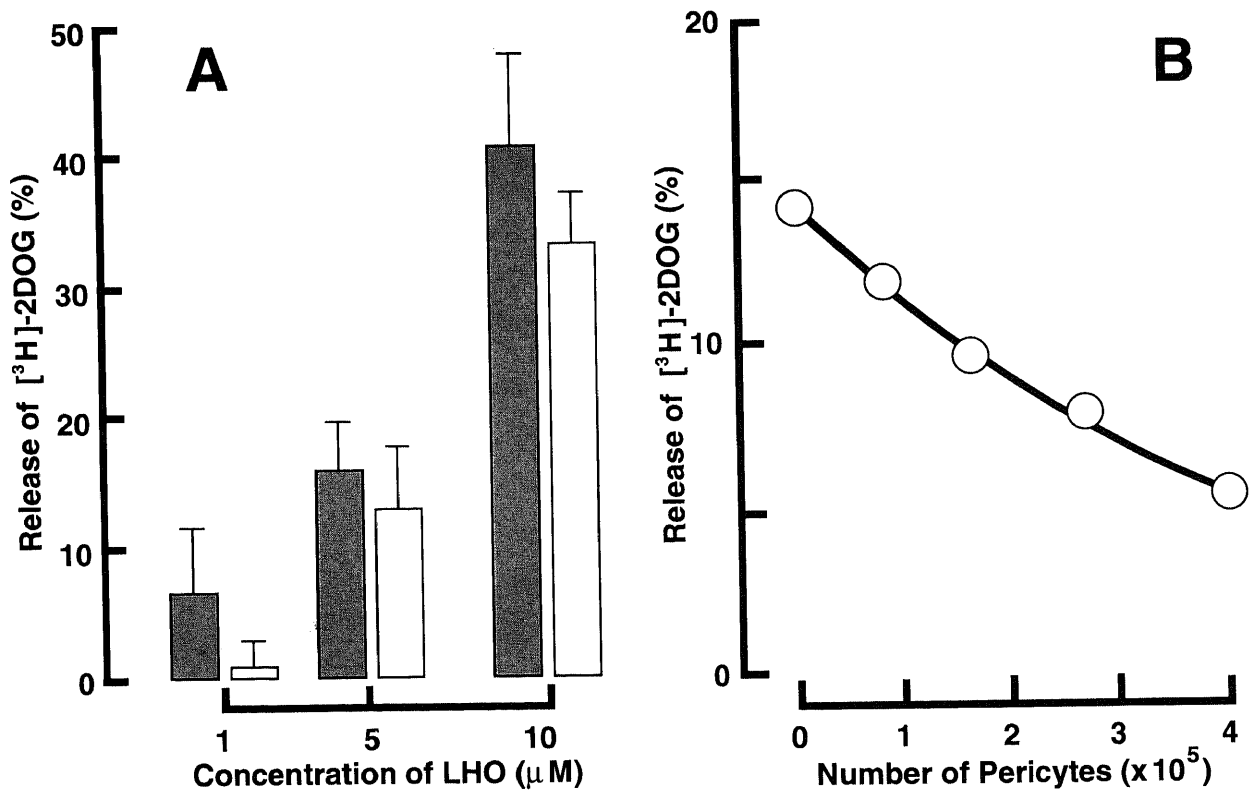 A
50
40
30
20
10
0
Release of [³H]-2DOG (%)
1 5 10
Concentration of LHO (μM)
B
20
10
0
Release of [³H]-2DOG (%)
0 1 2 3 4
Number of Pericytes (x10⁵)